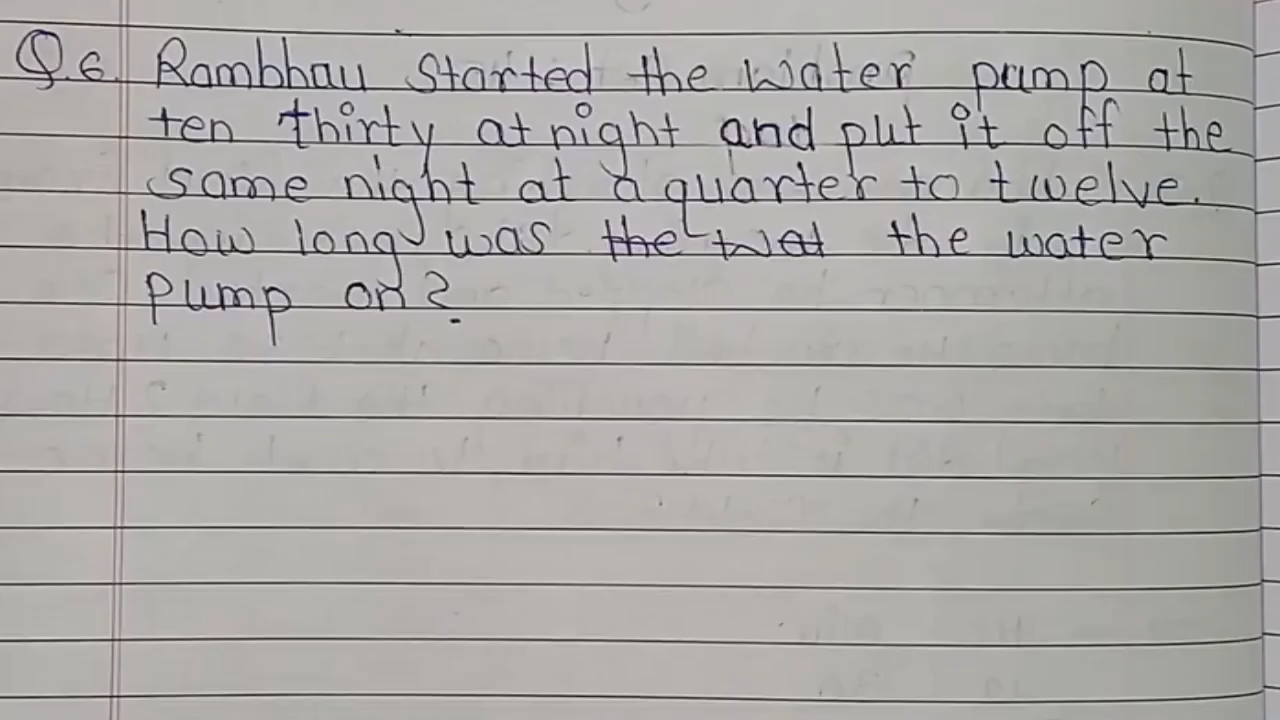 Q.6. Rambhau started the water pump at
ten thirty at night and put it off the
same night at a quarter to twelve.
How long was the wat the water
pump on?